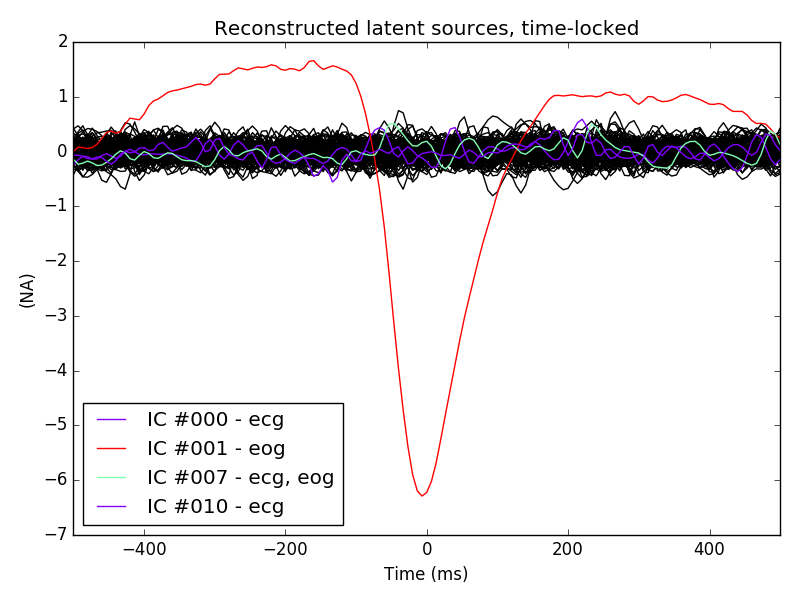 Reconstructed latent sources, time-locked
2
1
0
−1
−2
−3
−4
−5
−6
−7
(NA)
IC #000 - ecg
IC #001 - eog
IC #007 - ecg, eog
IC #010 - ecg
−400 −200 0 200 400
Time (ms)